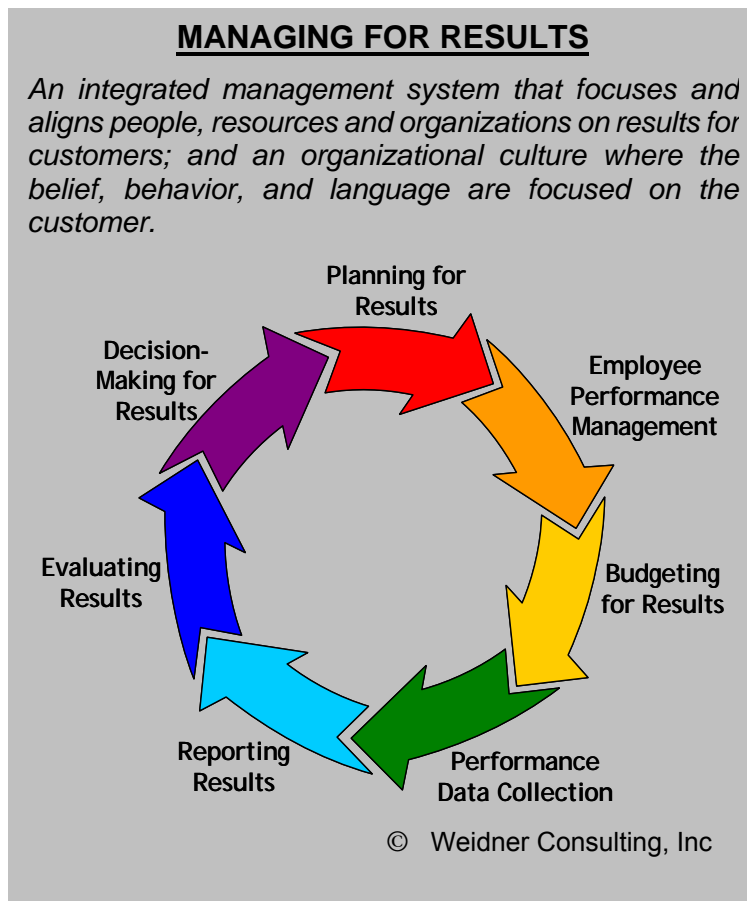 MANAGING FOR RESULTS
An integrated management system that focuses and
aligns people, resources and organizations on results for
customers; and an organizational culture where the
belief, behavior, and language are focused on the
customer.
Planning for
Results
Employee
Performance
Management
Budgeting
for Results
Performance
Data Collection
Reporting
Results
Evaluating
Results
Decision-
Making for
Results
© Weidner Consulting, Inc